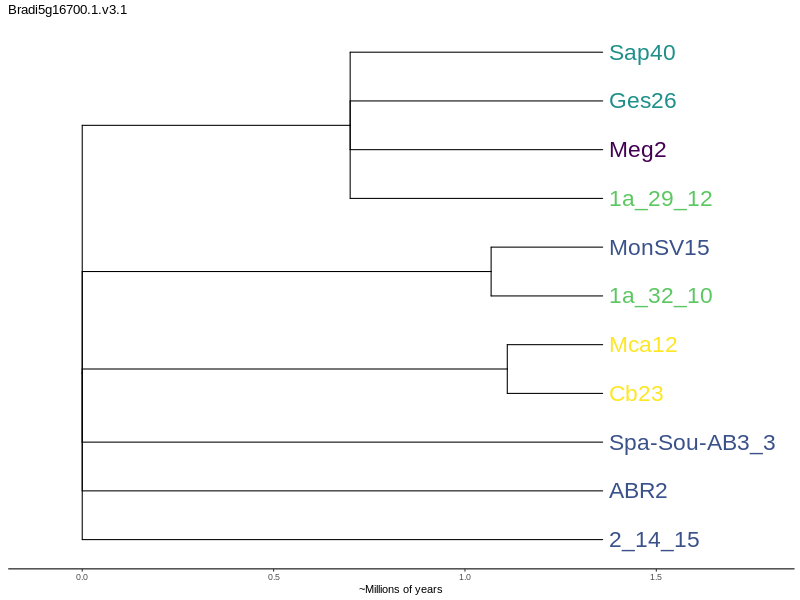 Bradi5g16700.1.v3.1
Sap40
Ges26
Meg2
1a_29_12
MonSV15
1a_32_10
Mca12
Cb23
Spa-Sou-AB3_3
ABR2
2_14_15
0.0 0.5 1.0 1.5
~Millions of years